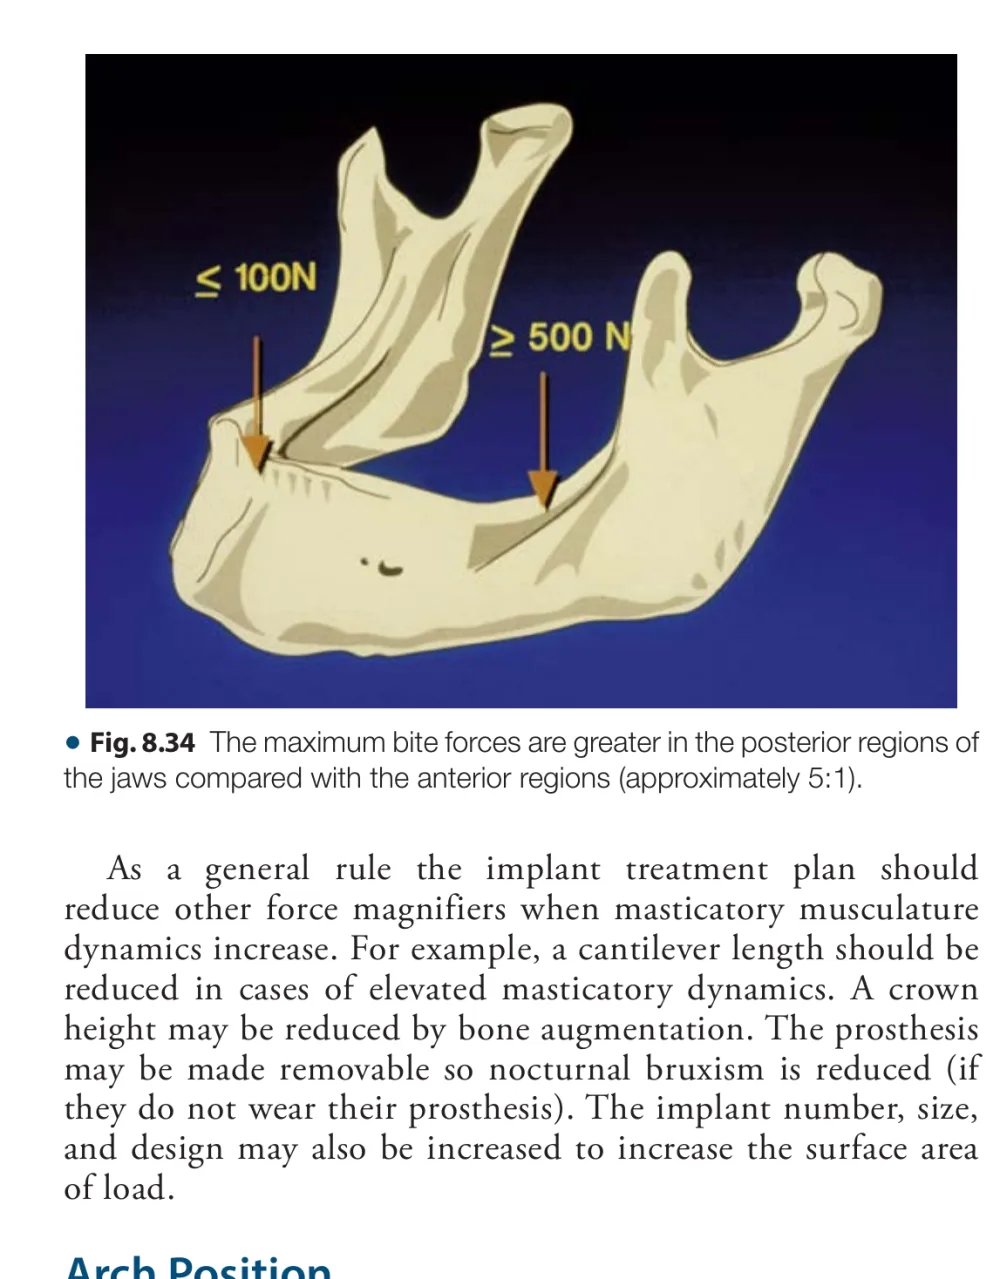 ≤ 100N
≥ 500 N
• Fig. 8.34 The maximum bite forces are greater in the posterior regions of
the jaws compared with the anterior regions (approximately 5:1).
As a general rule the implant treatment plan should
reduce other force magnifiers when masticatory musculature
dynamics increase. For example, a cantilever length should be
reduced in cases of elevated masticatory dynamics. A crown
height may be reduced by bone augmentation. The prosthesis
may be made removable so nocturnal bruxism is reduced (if
they do not wear their prosthesis). The implant number, size,
and design may also be increased to increase the surface area
of load.
Arch Position